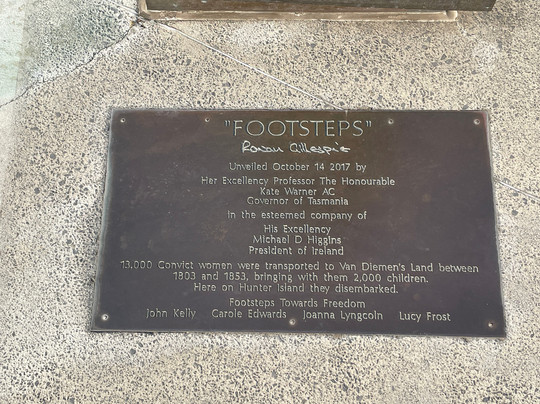 "FOOTSTEPS"
Rowan Gillespie
Unveiled October 14 2017 by
Her Excellency Professor The Honourable
Kate Warner AC
Governor of Tasmania
In the esteemed company of
His Excellency
Michael D Higgins
President of Ireland
13,000 Convict women were transported to Van Diemen's Land between
1803 and 1853, bringing with them 2,000 children.
Here on Hunter Island they disembarked.
Footsteps Towards Freedom
John Kelly Carole Edwards Joanna Lyngcoln Lucy Frost